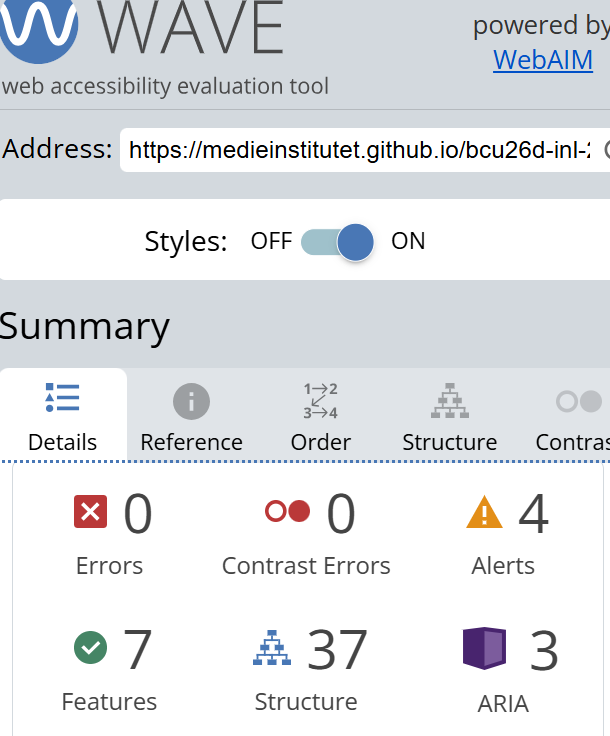 WAVE
powered by
WebAIM
web accessibility evaluation tool
Address: https://medieinstitutet.github.io/bcu26d-inl-
Styles: OFF ON
Summary
1→2
3→4
Details Reference Order Structure Contras
0 0 4
Errors Contrast Errors Alerts
7 37 3
Features Structure ARIA